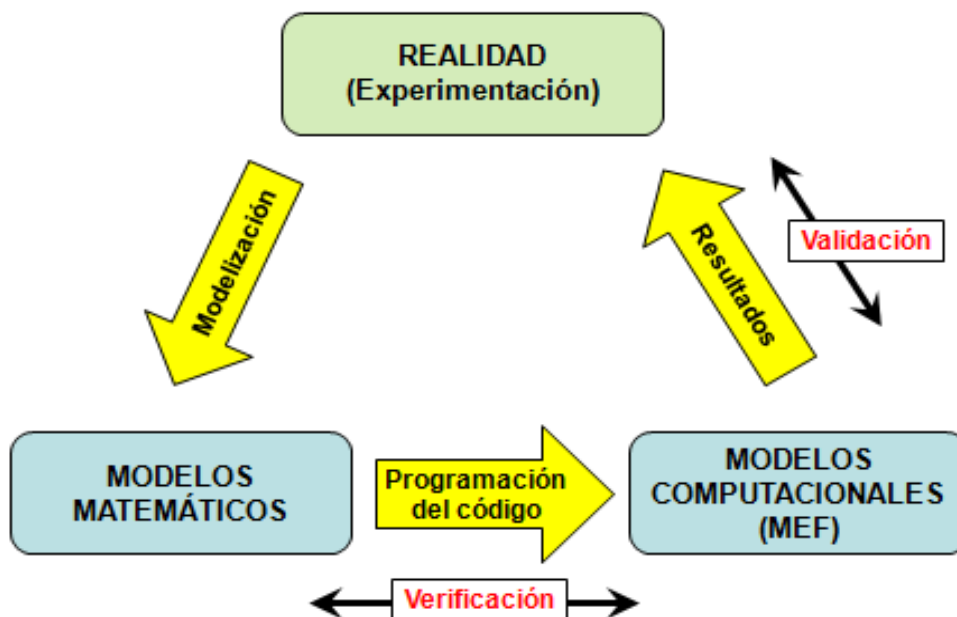 REALIDAD
(Experimentación)
Modelización
Resultados
Validación
MODELOS
MATEMÁTICOS
Programación
del código
MODELOS
COMPUTACIONALES
(MEF)
Verificación